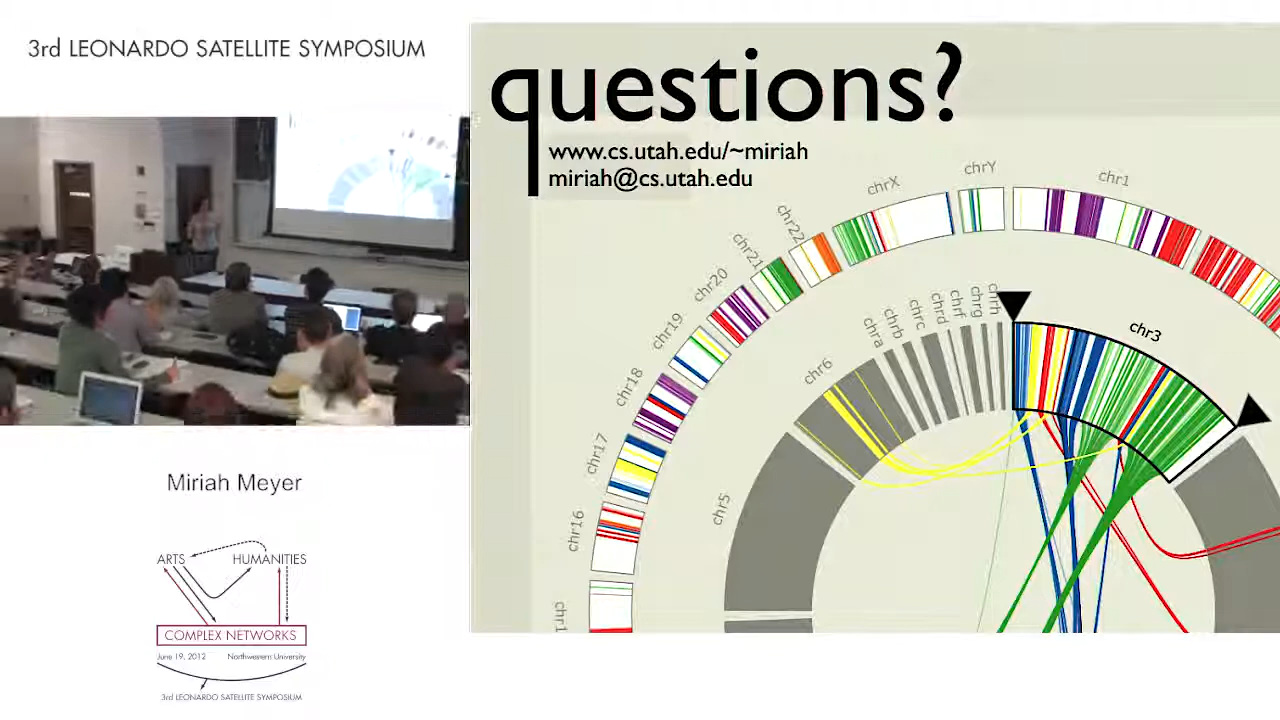 3rd LEONARDO SATELLITE SYMPOSIUM
questions?
www.cs.utah.edu/~miriah
miriah@cs.utah.edu
chrX
chrY
chr1
chr22
chr21
chr20
chr19
chr18
chr17
chr16
chr6
chra
chrb
chrc
chrd
chrf
chrg
chrh
chr3
chr5
Miriah Meyer
ARTS
HUMANITIES
COMPLEX NETWORKS
June 19, 2012 Northwestern University
3rd LEONARDO SATELLITE SYMPOSIUM